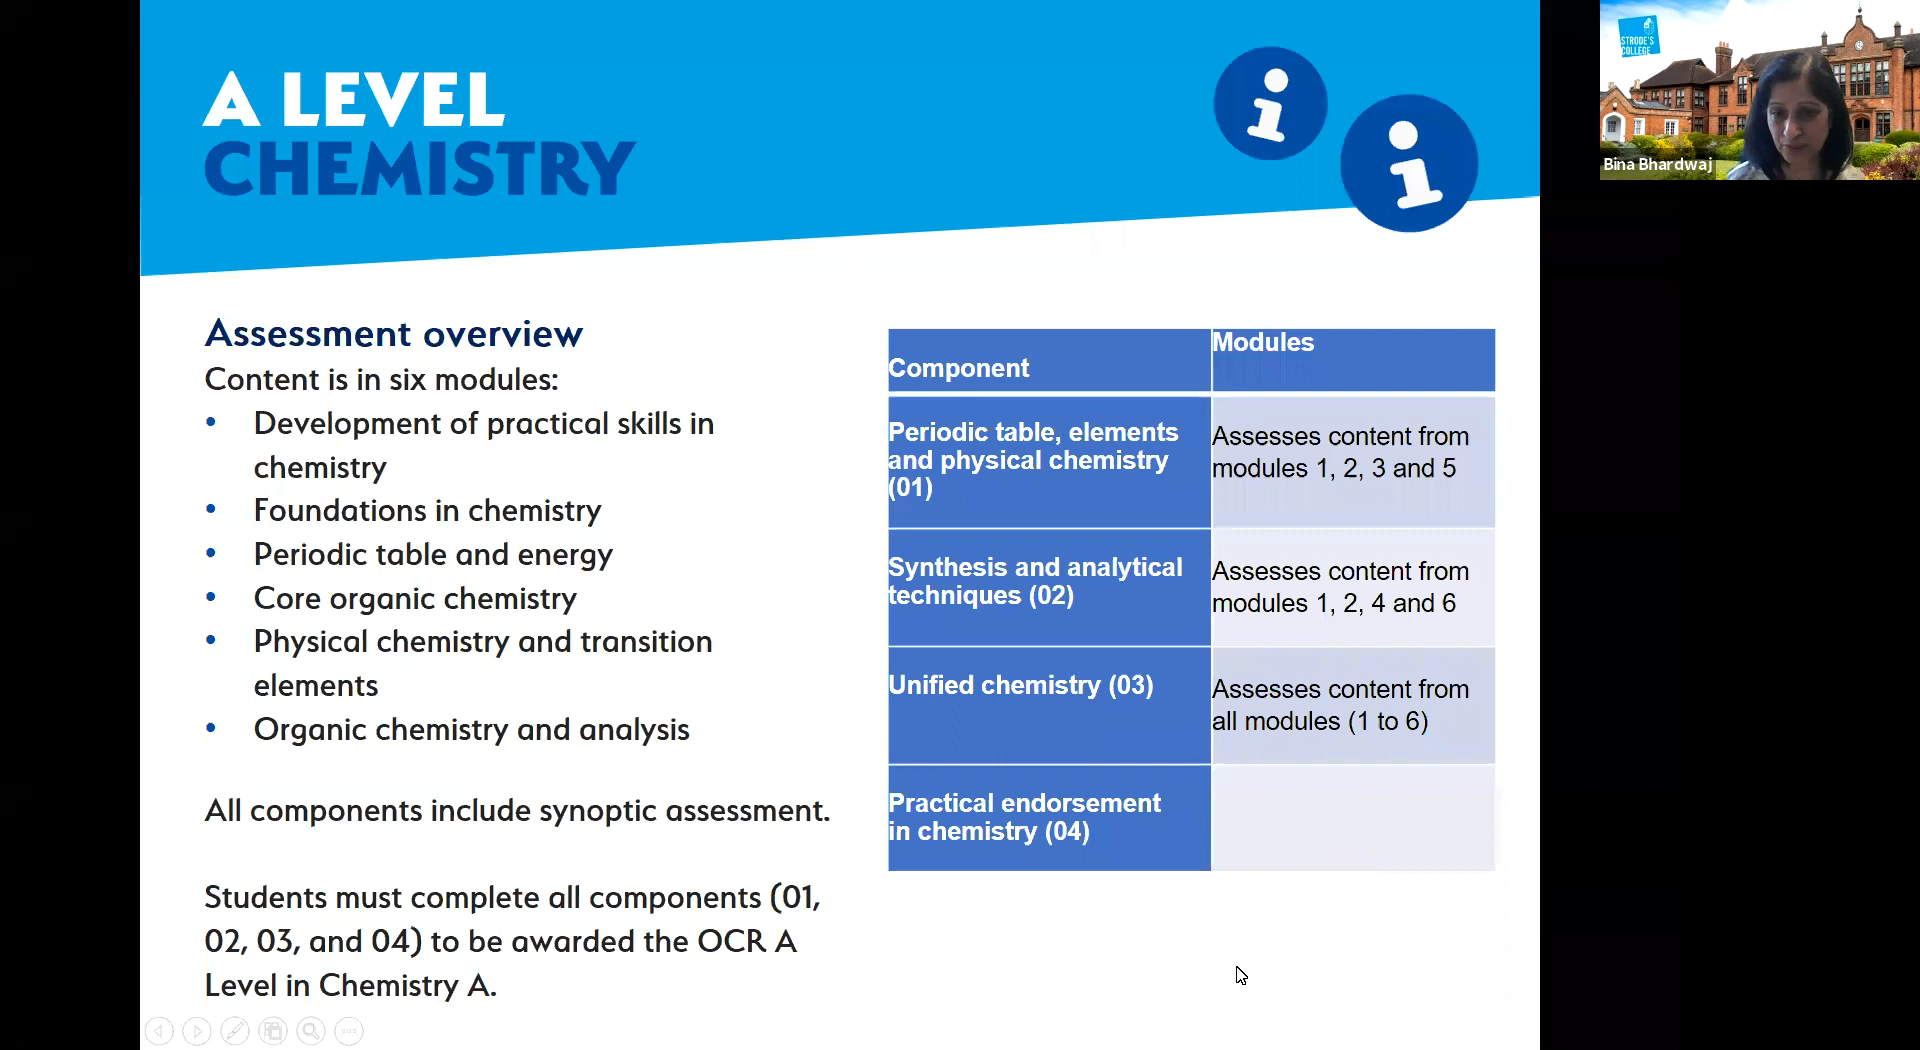 A LEVEL
CHEMISTRY
STRODE'S
COLLEGE
Bina Bhardwaj
Assessment overview
Content is in six modules:
• Development of practical skills in
chemistry
• Foundations in chemistry
• Periodic table and energy
• Core organic chemistry
• Physical chemistry and transition
elements
• Organic chemistry and analysis
All components include synoptic assessment.
Students must complete all components (01,
02, 03, and 04) to be awarded the OCR A
Level in Chemistry A.
Component
Modules
Periodic table, elements
and physical chemistry
(01)
Assesses content from
modules 1, 2, 3 and 5
Synthesis and analytical
techniques (02)
Assesses content from
modules 1, 2, 4 and 6
Unified chemistry (03)
Assesses content from
all modules (1 to 6)
Practical endorsement
in chemistry (04)